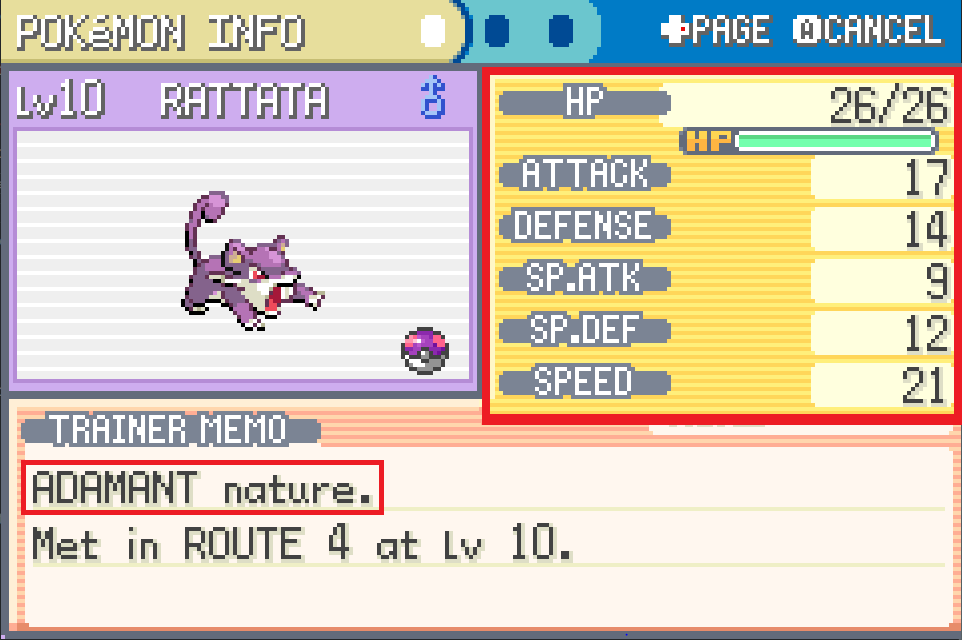 POKéMON INFO
PAGE
CANCEL
Lv10 RATTATA ♂
HP 26/26
HP
ATTACK 17
DEFENSE 14
SP.ATK 9
SP.DEF 12
SPEED 21
TRAINER MEMO
ADAMANT nature.
Met in ROUTE 4 at Lv 10.